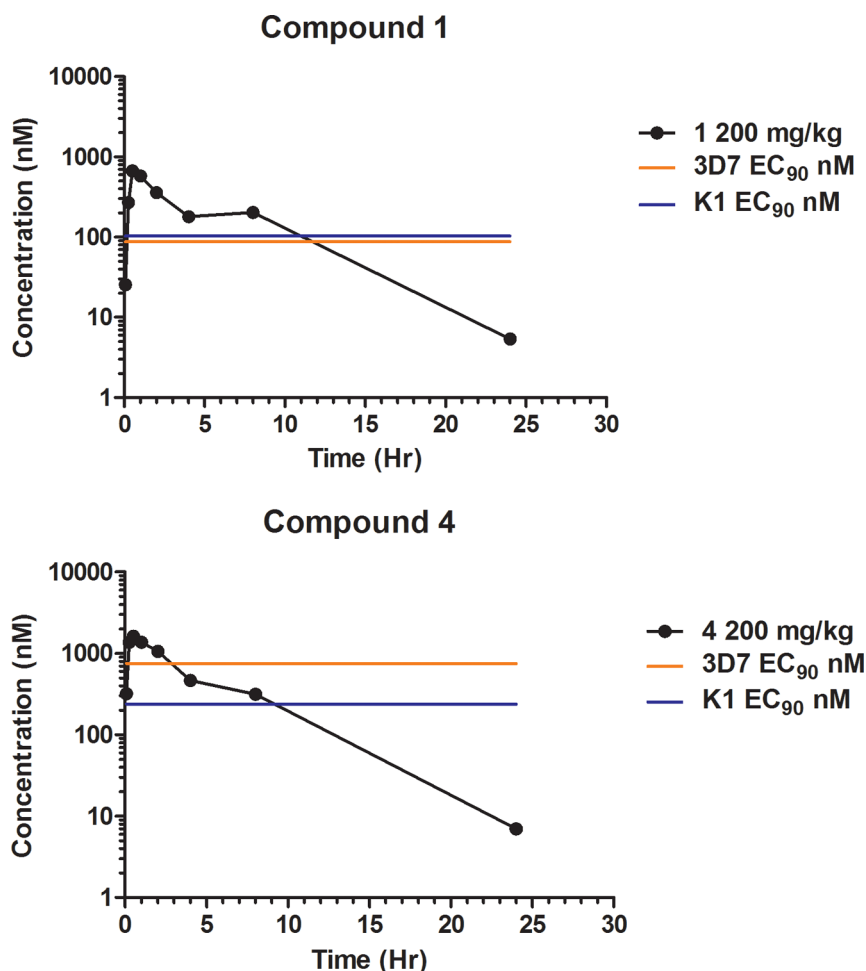 Compound 1
10000
1000
100
10
1
Concentration (nM)
0 5 10 15 20 25 30
Time (Hr)
1 200 mg/kg
3D7 EC90 nM
K1 EC90 nM
Compound 4
10000
1000
100
10
1
Concentration (nM)
0 5 10 15 20 25 30
Time (Hr)
4 200 mg/kg
3D7 EC90 nM
K1 EC90 nM